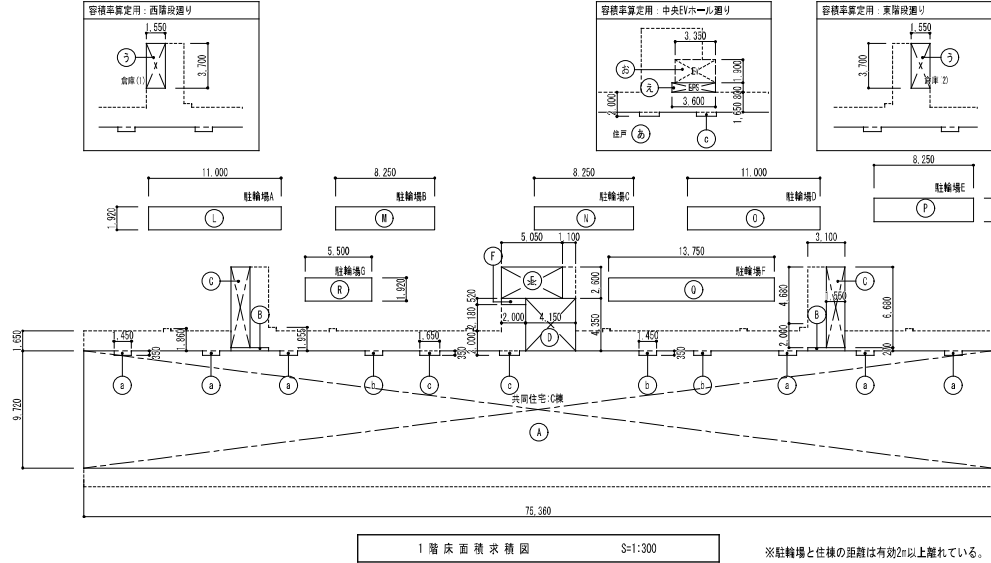 容積率算定用：西階段廻り
1,550
う
X
3,700
倉庫(1)
容積率算定用：中央EVホール廻り
3,350
お
EV
え
EPS
1,900
800
1,650
2,000
3,600
住戸 あ
c
容積率算定用：東階段廻り
1,550
う
X
3,700
倉庫(2)
11,000
駐輪場A
1,920
L
8,250
駐輪場B
M
8,250
駐輪場C
N
11,000
駐輪場D
O
8,250
駐輪場E
P
5,500
駐輪場G
R
1,920
F
5,050
1,100
E
2,600
520
2,180
2,000
2,000
4,150
4,350
D
13,750
駐輪場F
Q
3,100
C
4,680
1,550
6,680
2,000
B
200
C
B
1,650
1,450
350
1,860
1,955
1,650
350
1,450
350
a
a
a
b
c
c
b
b
a
a
a
9,720
共同住宅:C棟
A
75,360
1階床面積求積図 S=1:300
※駐輪場と住棟の距離は有効2m以上離れている。